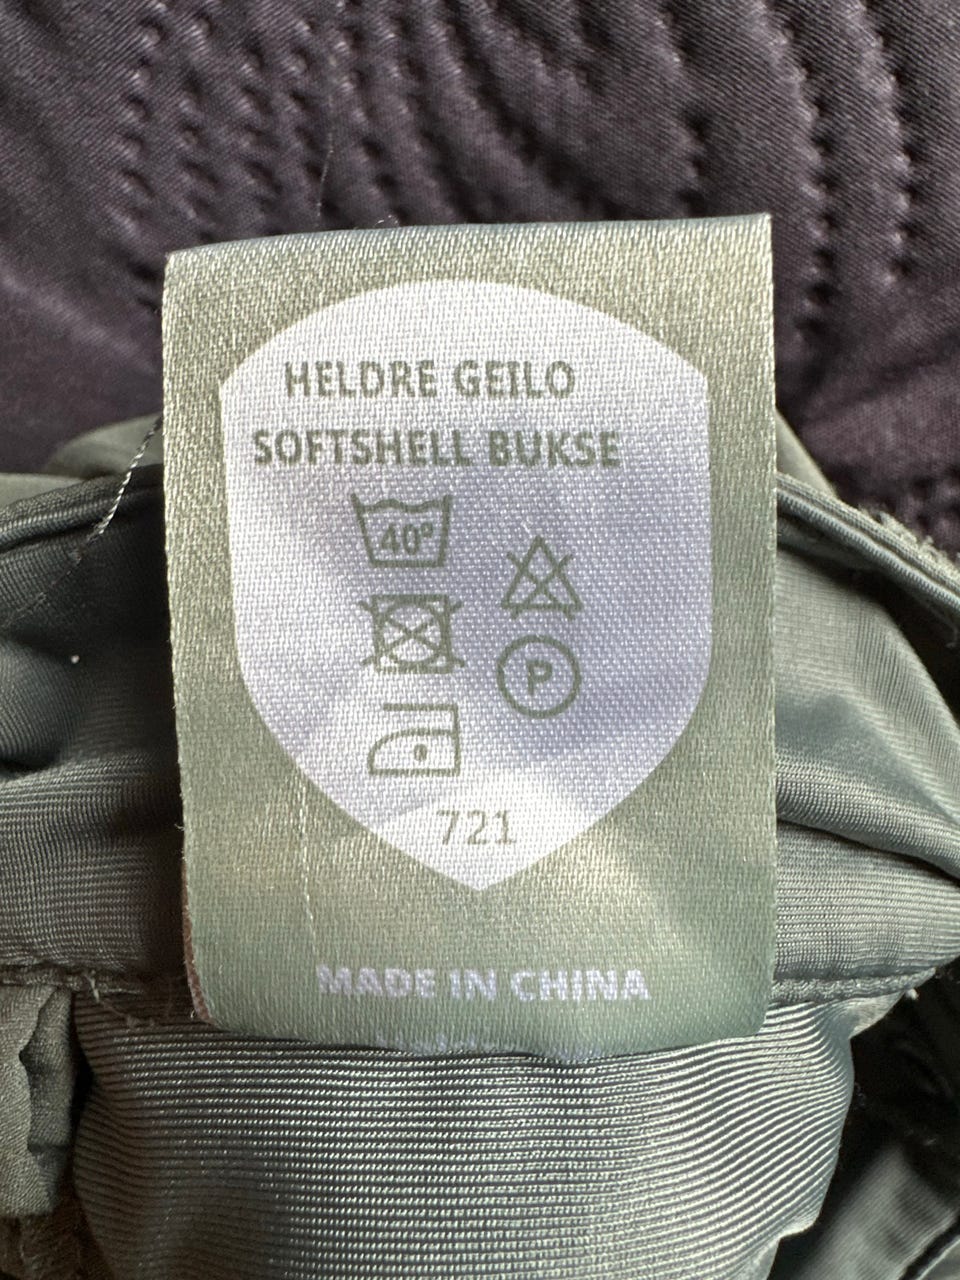 HELDRE GEILO
SOFTSHELL BUKSE
40°
P
721
MADE IN CHINA